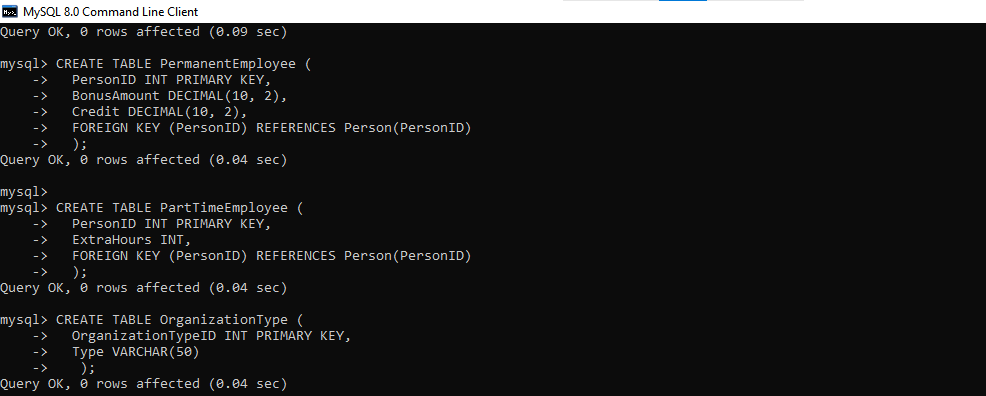 MySQL 8.0 Command Line Client
Query OK, 0 rows affected (0.09 sec)
mysql> CREATE TABLE PermanentEmployee (
    ->   PersonID INT PRIMARY KEY,
    ->   BonusAmount DECIMAL(10, 2),
    ->   Credit DECIMAL(10, 2),
    ->   FOREIGN KEY (PersonID) REFERENCES Person(PersonID)
    ->   );
Query OK, 0 rows affected (0.04 sec)
mysql>
mysql> CREATE TABLE PartTimeEmployee (
    ->   PersonID INT PRIMARY KEY,
    ->   ExtraHours INT,
    ->   FOREIGN KEY (PersonID) REFERENCES Person(PersonID)
    ->   );
Query OK, 0 rows affected (0.04 sec)
mysql> CREATE TABLE OrganizationType (
    ->   OrganizationTypeID INT PRIMARY KEY,
    ->   Type VARCHAR(50)
    ->    );
Query OK, 0 rows affected (0.04 sec)